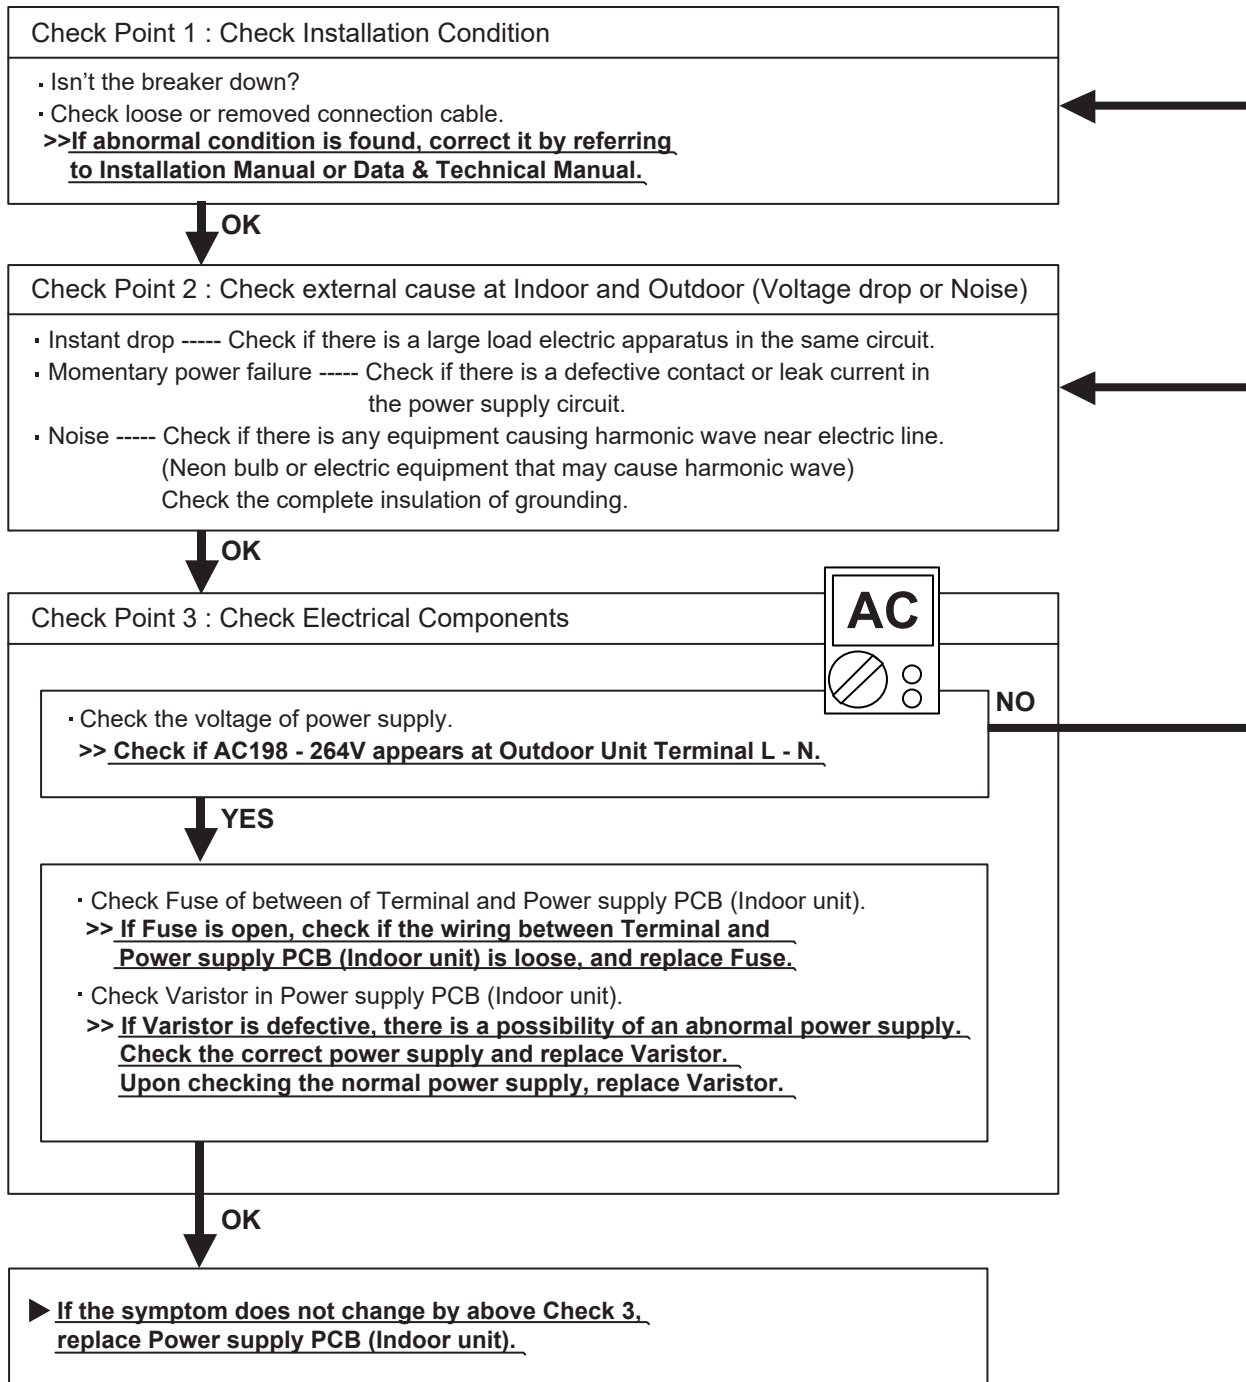 Check Point 1 : Check Installation Condition
· Isn’t the breaker down?
· Check loose or removed connection cable.
>>If abnormal condition is found, correct it by referring
to Installation Manual or Data & Technical Manual.
OK
Check Point 2 : Check external cause at Indoor and Outdoor (Voltage drop or Noise)
· Instant drop ----- Check if there is a large load electric apparatus in the same circuit.
· Momentary power failure ----- Check if there is a defective contact or leak current in
the power supply circuit.
· Noise ----- Check if there is any equipment causing harmonic wave near electric line.
(Neon bulb or electric equipment that may cause harmonic wave)
Check the complete insulation of grounding.
OK
Check Point 3 : Check Electrical Components
AC
NO
· Check the voltage of power supply.
>> Check if AC198 - 264V appears at Outdoor Unit Terminal L - N.
YES
· Check Fuse of between of Terminal and Power supply PCB (Indoor unit).
>> If Fuse is open, check if the wiring between Terminal and
Power supply PCB (Indoor unit) is loose, and replace Fuse.
· Check Varistor in Power supply PCB (Indoor unit).
>> If Varistor is defective, there is a possibility of an abnormal power supply.
Check the correct power supply and replace Varistor.
Upon checking the normal power supply, replace Varistor.
OK
▶ If the symptom does not change by above Check 3,
replace Power supply PCB (Indoor unit).